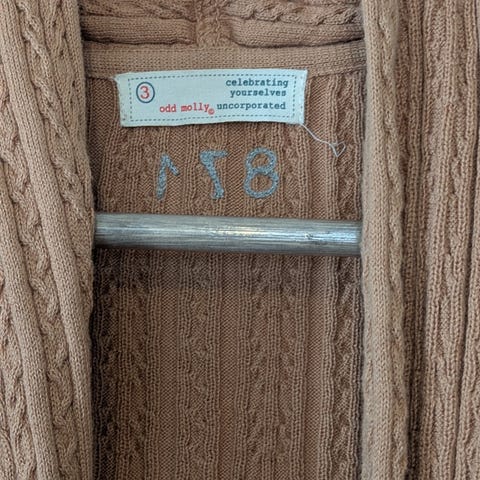 3 celebrating
yourselves
odd molly© uncorporated
871